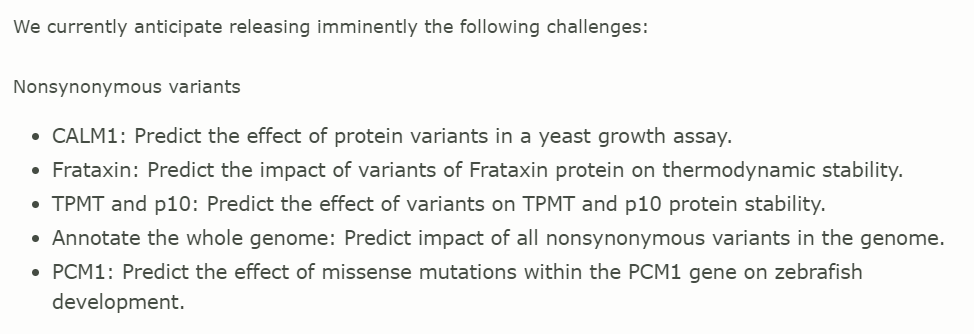 We currently anticipate releasing imminently the following challenges:
Nonsynonymous variants
• CALM1: Predict the effect of protein variants in a yeast growth assay.
• Frataxin: Predict the impact of variants of Frataxin protein on thermodynamic stability.
• TPMT and p10: Predict the effect of variants on TPMT and p10 protein stability.
• Annotate the whole genome: Predict impact of all nonsynonymous variants in the genome.
• PCM1: Predict the effect of missense mutations within the PCM1 gene on zebrafish
development.